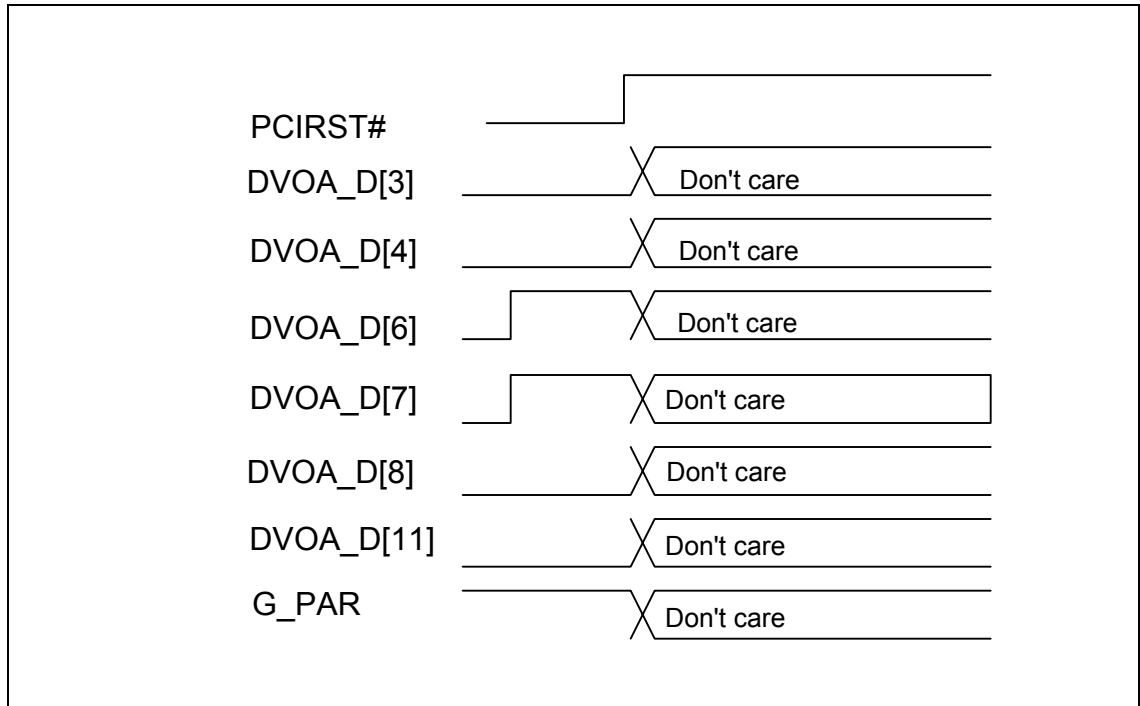 PCIRST#
DVOA_D[3] Don't care
DVOA_D[4] Don't care
DVOA_D[6] Don't care
DVOA_D[7] Don't care
DVOA_D[8] Don't care
DVOA_D[11] Don't care
G_PAR Don't care